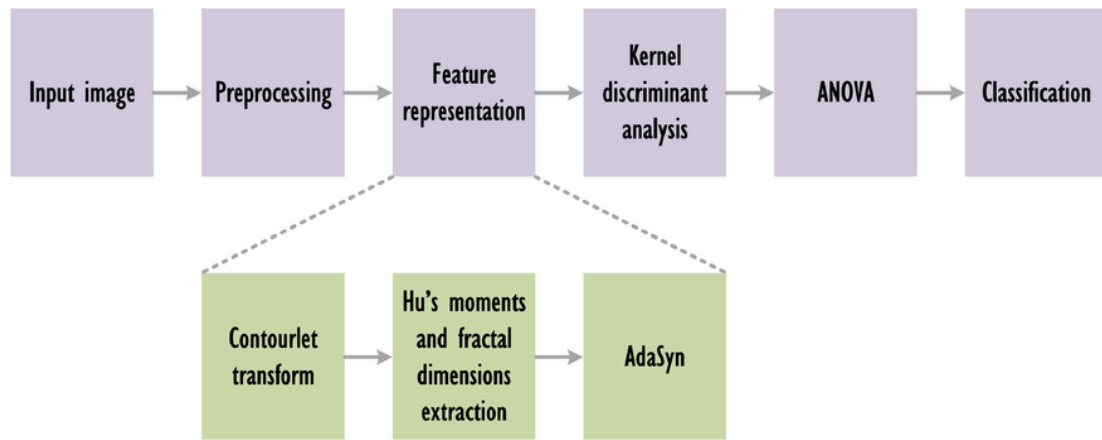 Input image
Preprocessing
Feature
representation
Kernel
discriminant
analysis
ANOVA
Classification
Contourlet
transform
Hu's moments
and fractal
dimensions
extraction
AdaSyn